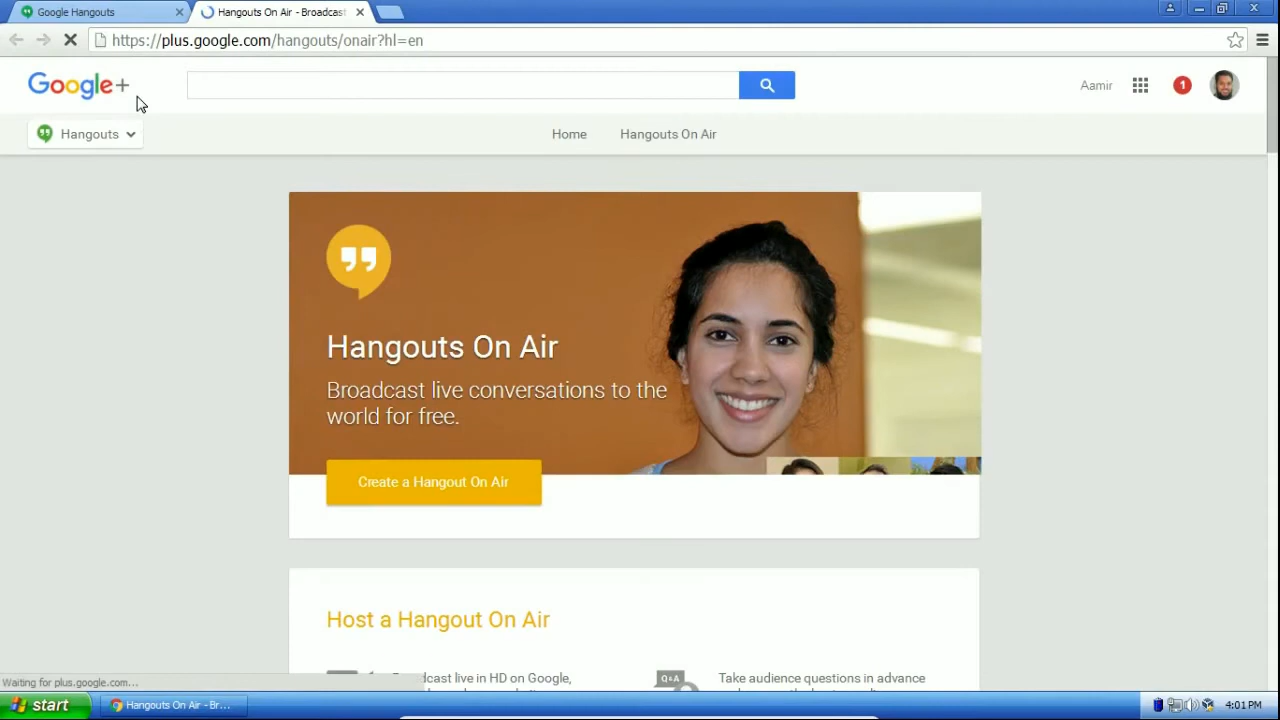 Google Hangouts
Hangouts On Air - Broadcast
https://plus.google.com/hangouts/onair?hl=en
Google+
Aamir
1
Hangouts
Home
Hangouts On Air
Hangouts On Air
Broadcast live conversations to the
world for free.
Create a Hangout On Air
Host a Hangout On Air
live in HD on Google,
Q&A
Take audience questions in advance
Waiting for plus.google.com...
start
Hangouts On Air - Br...
4:01 PM